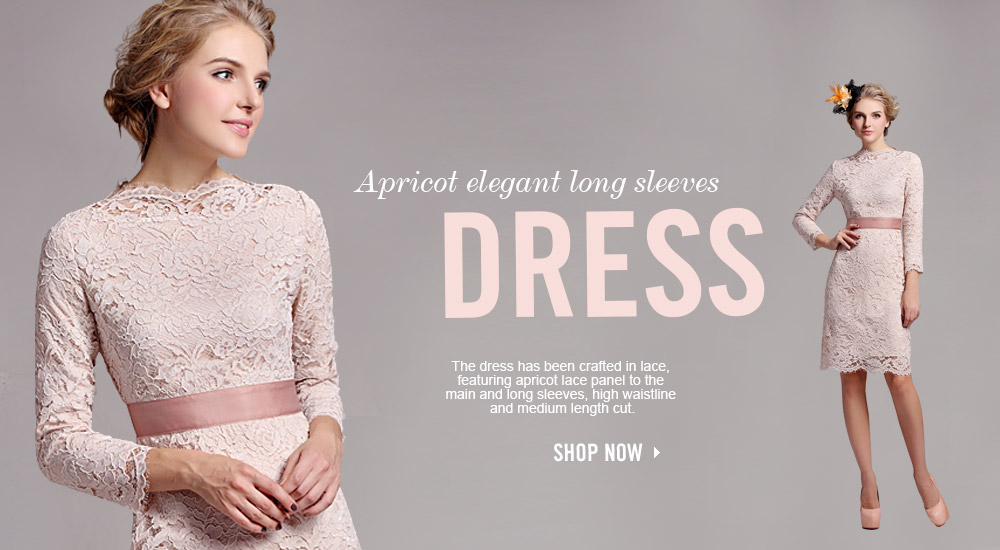 Apricot elegant long sleeves
DRESS
The dress has been crafted in lace,
featuring apricot lace panel to the
main and long sleeves, high waistline
and medium length cut.
SHOP NOW